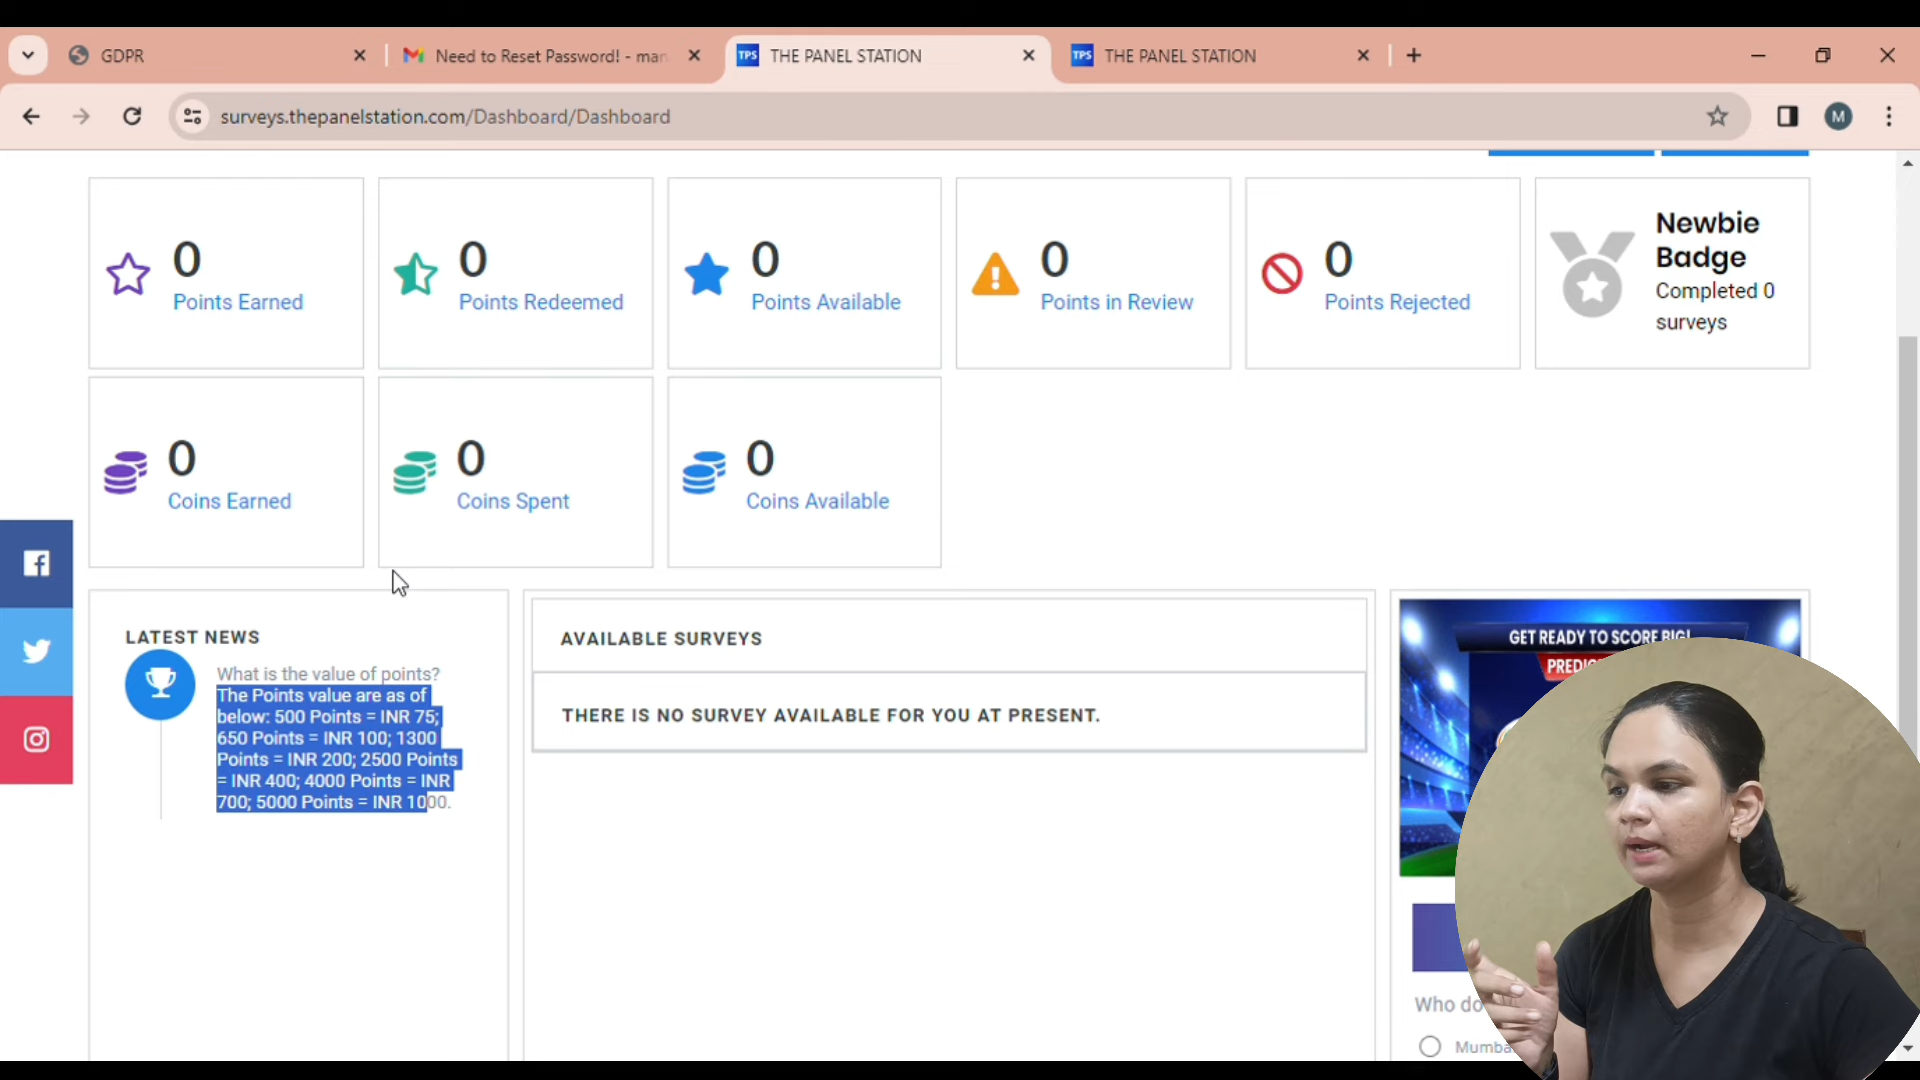 GDPR
Need to Reset Password! - mar
TPS THE PANEL STATION
TPS THE PANEL STATION
surveys.thepanelstation.com/Dashboard/Dashboard
M
0
Points Earned
0
Points Redeemed
0
Points Available
0
Points in Review
0
Points Rejected
Newbie
Badge
Completed 0
surveys
0
Coins Earned
0
Coins Spent
0
Coins Available
LATEST NEWS
What is the value of points?
The Points value are as of
below: 500 Points = INR 75;
650 Points = INR 100; 1300
Points = INR 200; 2500 Points
= INR 400; 4000 Points = INR
700; 5000 Points = INR 1000.
AVAILABLE SURVEYS
THERE IS NO SURVEY AVAILABLE FOR YOU AT PRESENT.
GET READY TO SCORE BIG!
Who do